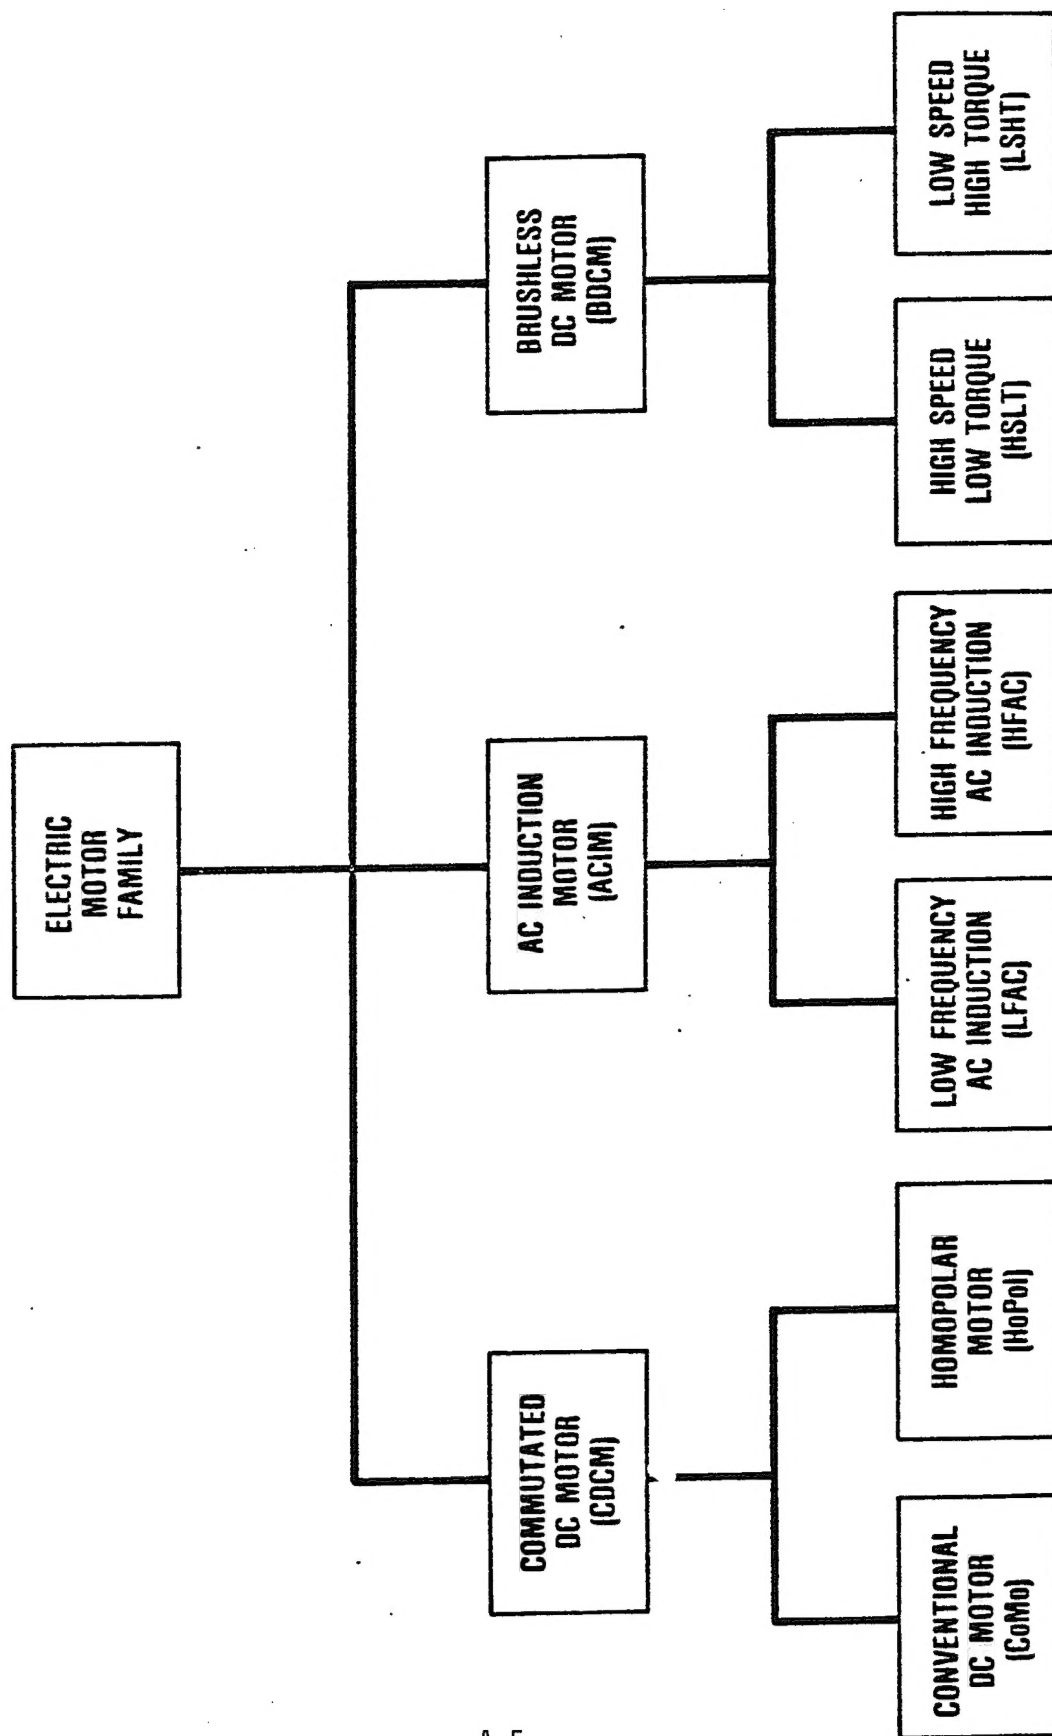 ELECTRIC
MOTOR
FAMILY
COMMUTATED
DC MOTOR
(CDCM)
AC INDUCTION
MOTOR
(ACIM)
BRUSHLESS
DC MOTOR
(BDCM)
CONVENTIONAL
DC MOTOR
(CoMo)
HOMOPOLAR
MOTOR
(HoPol)
LOW FREQUENCY
AC INDUCTION
(LFAC)
HIGH FREQUENCY
AC INDUCTION
(HFAC)
HIGH SPEED
LOW TORQUE
(HSLT)
LOW SPEED
HIGH TORQUE
(LSHT)